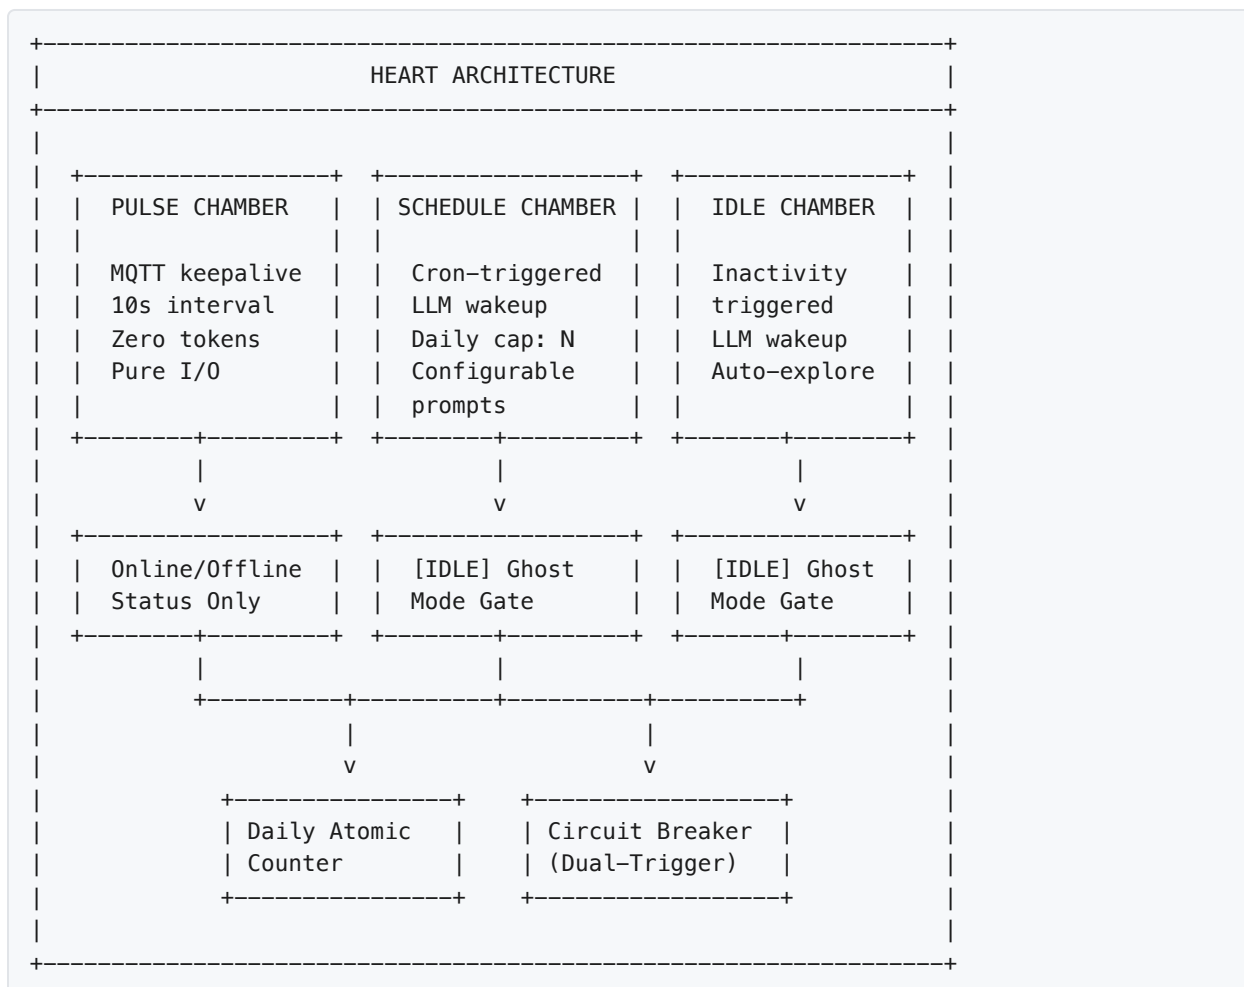 HEART ARCHITECTURE
PULSE CHAMBER
MQTT keepalive
10s interval
Zero tokens
Pure I/O
SCHEDULE CHAMBER
Cron-triggered
LLM wakeup
Daily cap: N
Configurable
prompts
IDLE CHAMBER
Inactivity
triggered
LLM wakeup
Auto-explore
v
v
v
Online/Offline
Status Only
[IDLE] Ghost
Mode Gate
[IDLE] Ghost
Mode Gate
v
v
Daily Atomic
Counter
Circuit Breaker
(Dual-Trigger)